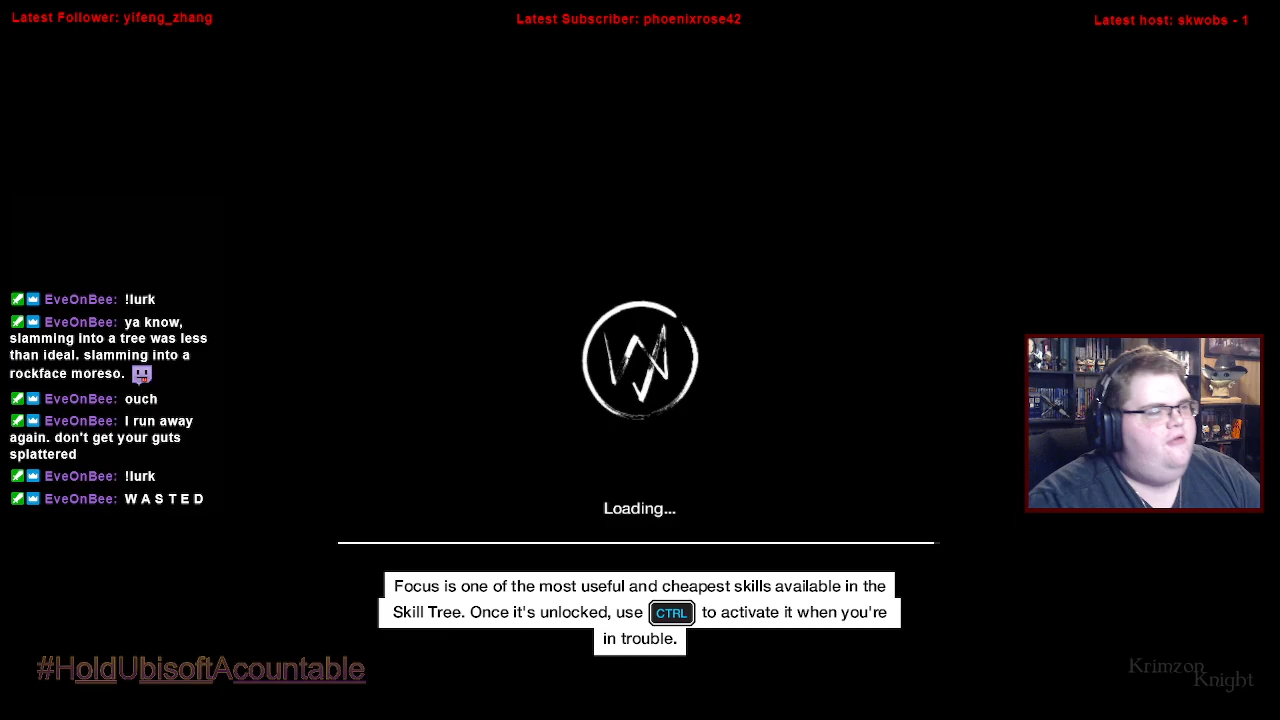 Latest Follower: yifeng_zhang
Latest Subscriber: phoenixrose42
Latest host: skwobs - 1
EveOnBee: !lurk
EveOnBee: ya know,
slamming into a tree was less
than ideal. slamming into a
rockface moreso.
EveOnBee: ouch
EveOnBee: I run away
again. don't get your guts
splattered
EveOnBee: !lurk
EveOnBee: W A S T E D
Loading...
Focus is one of the most useful and cheapest skills available in the
Skill Tree. Once it's unlocked, use CTRL to activate it when you're
in trouble.
#HoldUbisoftAcountable
Krimzon
Knight